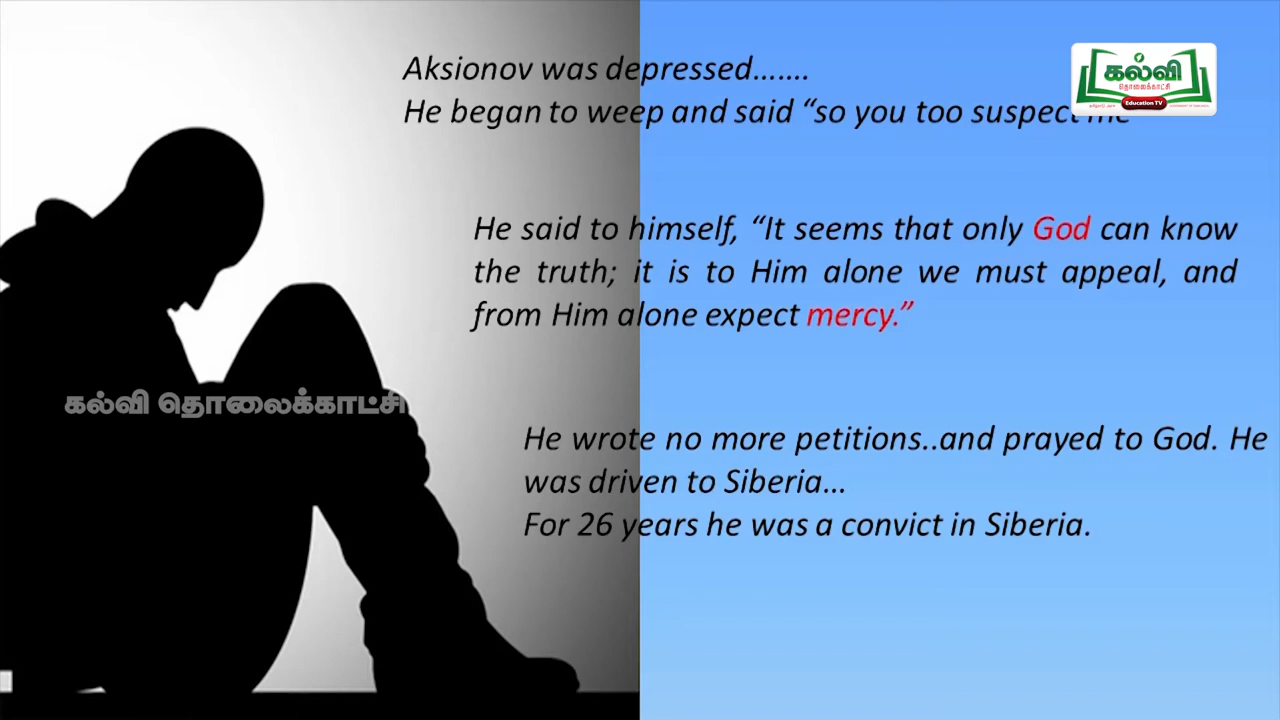 Aksionov was depressed…….
He began to weep and said “so you too suspect me
He said to himself, “It seems that only God can know
the truth; it is to Him alone we must appeal, and
from Him alone expect mercy.”
He wrote no more petitions..and prayed to God. He
was driven to Siberia…
For 26 years he was a convict in Siberia.
கல்வி
தொலைக்காட்சி
Education TV
கல்வி தொலைக்காட்சி